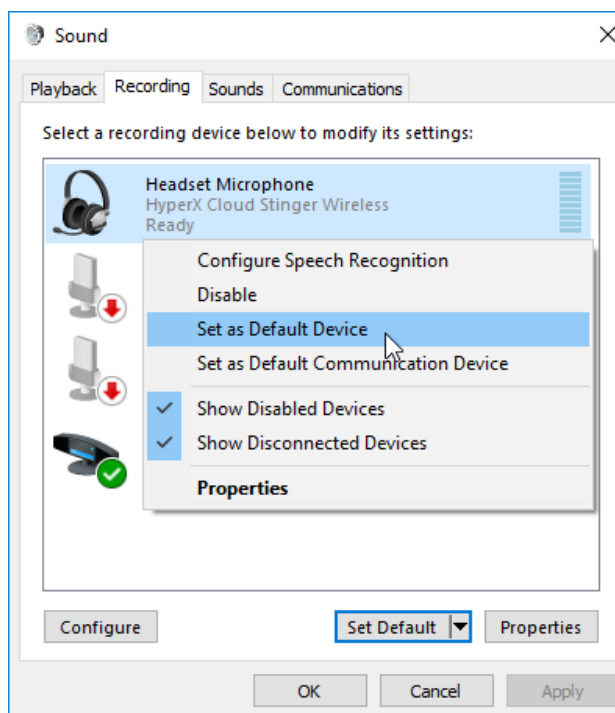 Sound
Playback Recording Sounds Communications
Select a recording device below to modify its settings:
Headset Microphone
HyperX Cloud Stinger Wireless
Ready
Configure Speech Recognition
Disable
Set as Default Device
Set as Default Communication Device
Show Disabled Devices
Show Disconnected Devices
Properties
Configure Set Default Properties
OK Cancel Apply